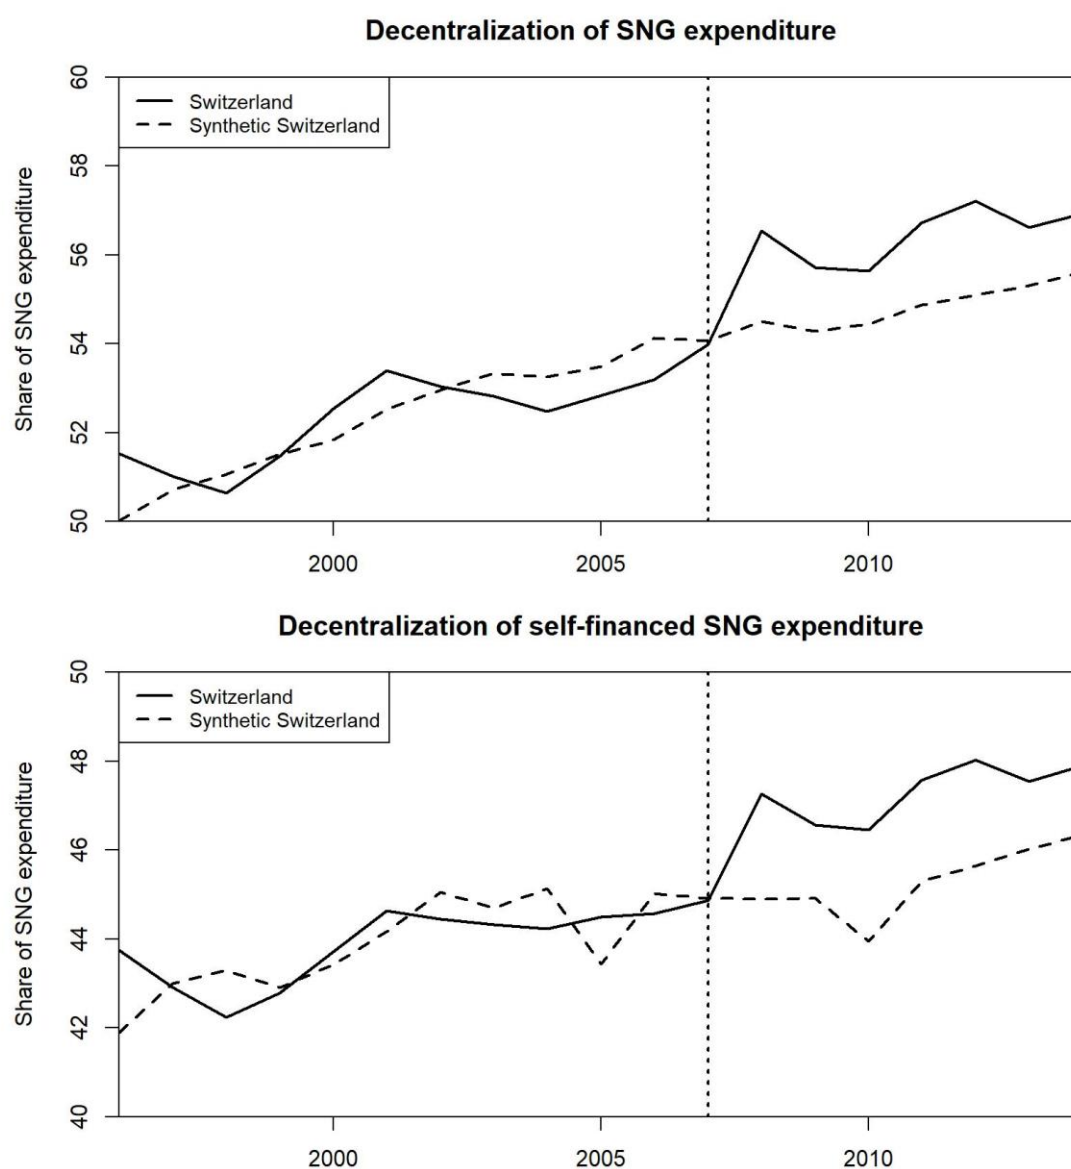 Decentralization of SNG expenditure
Switzerland
Synthetic Switzerland
Share of SNG expenditure
60
58
56
54
52
50
2000
2005
2010
Decentralization of self-financed SNG expenditure
Switzerland
Synthetic Switzerland
Share of SNG expenditure
50
48
46
44
42
40
2000
2005
2010